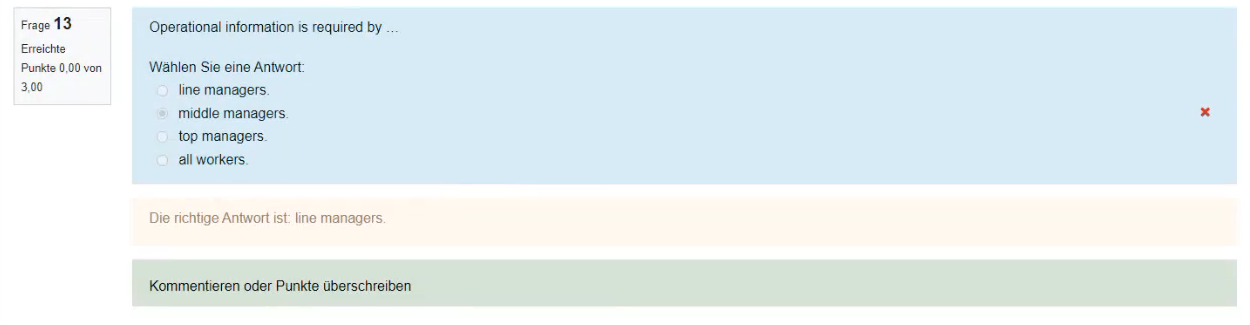 Frage 13
Erreichte
Punkte 0,00 von
3,00
Operational information is required by ...
Wählen Sie eine Antwort:
line managers.
middle managers.
top managers.
all workers.
Die richtige Antwort ist: line managers.
Kommentieren oder Punkte überschreiben